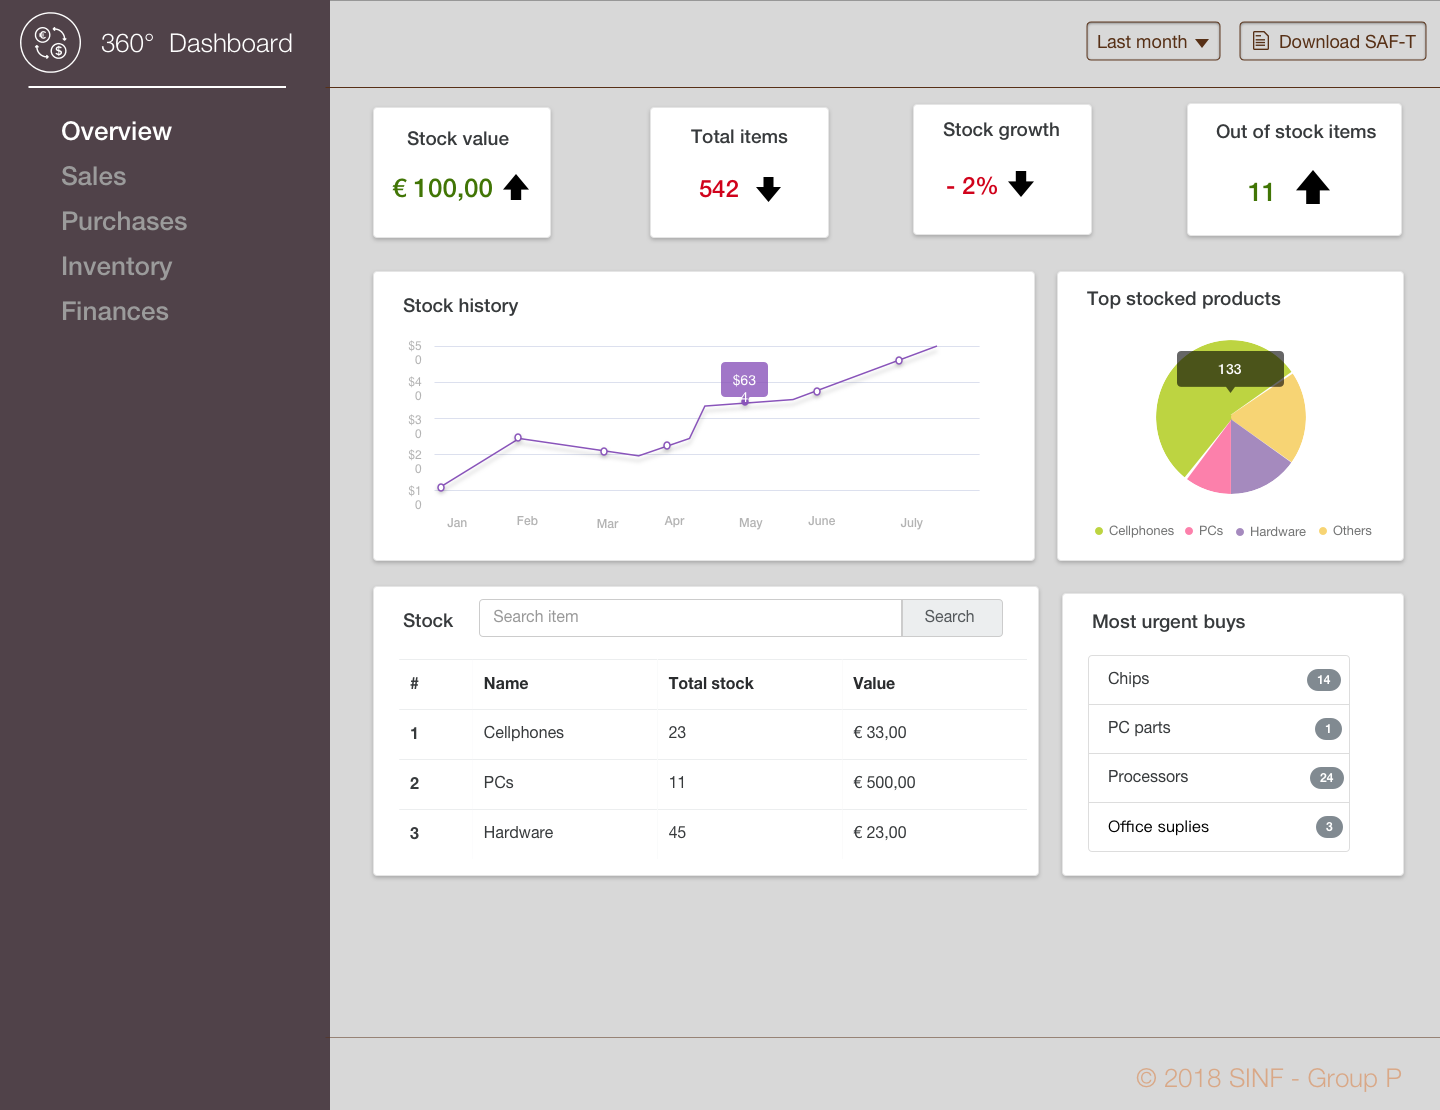 360° Dashboard
Last month
Download SAF-T
Overview
Sales
Purchases
Inventory
Finances
Stock value
€ 100,00
Total items
542
Stock growth
- 2%
Out of stock items
11
Stock history
$5
0
$4
0
$3
0
$2
0
$1
0
$63
4
Jan
Feb
Mar
Apr
May
June
July
Top stocked products
133
Cellphones
PCs
Hardware
Others
Stock
Search item
Search
# Name Total stock Value
1 Cellphones 23 € 33,00
2 PCs 11 € 500,00
3 Hardware 45 € 23,00
Most urgent buys
Chips 14
PC parts 1
Processors 24
Office suplies 3
© 2018 SINF - Group P